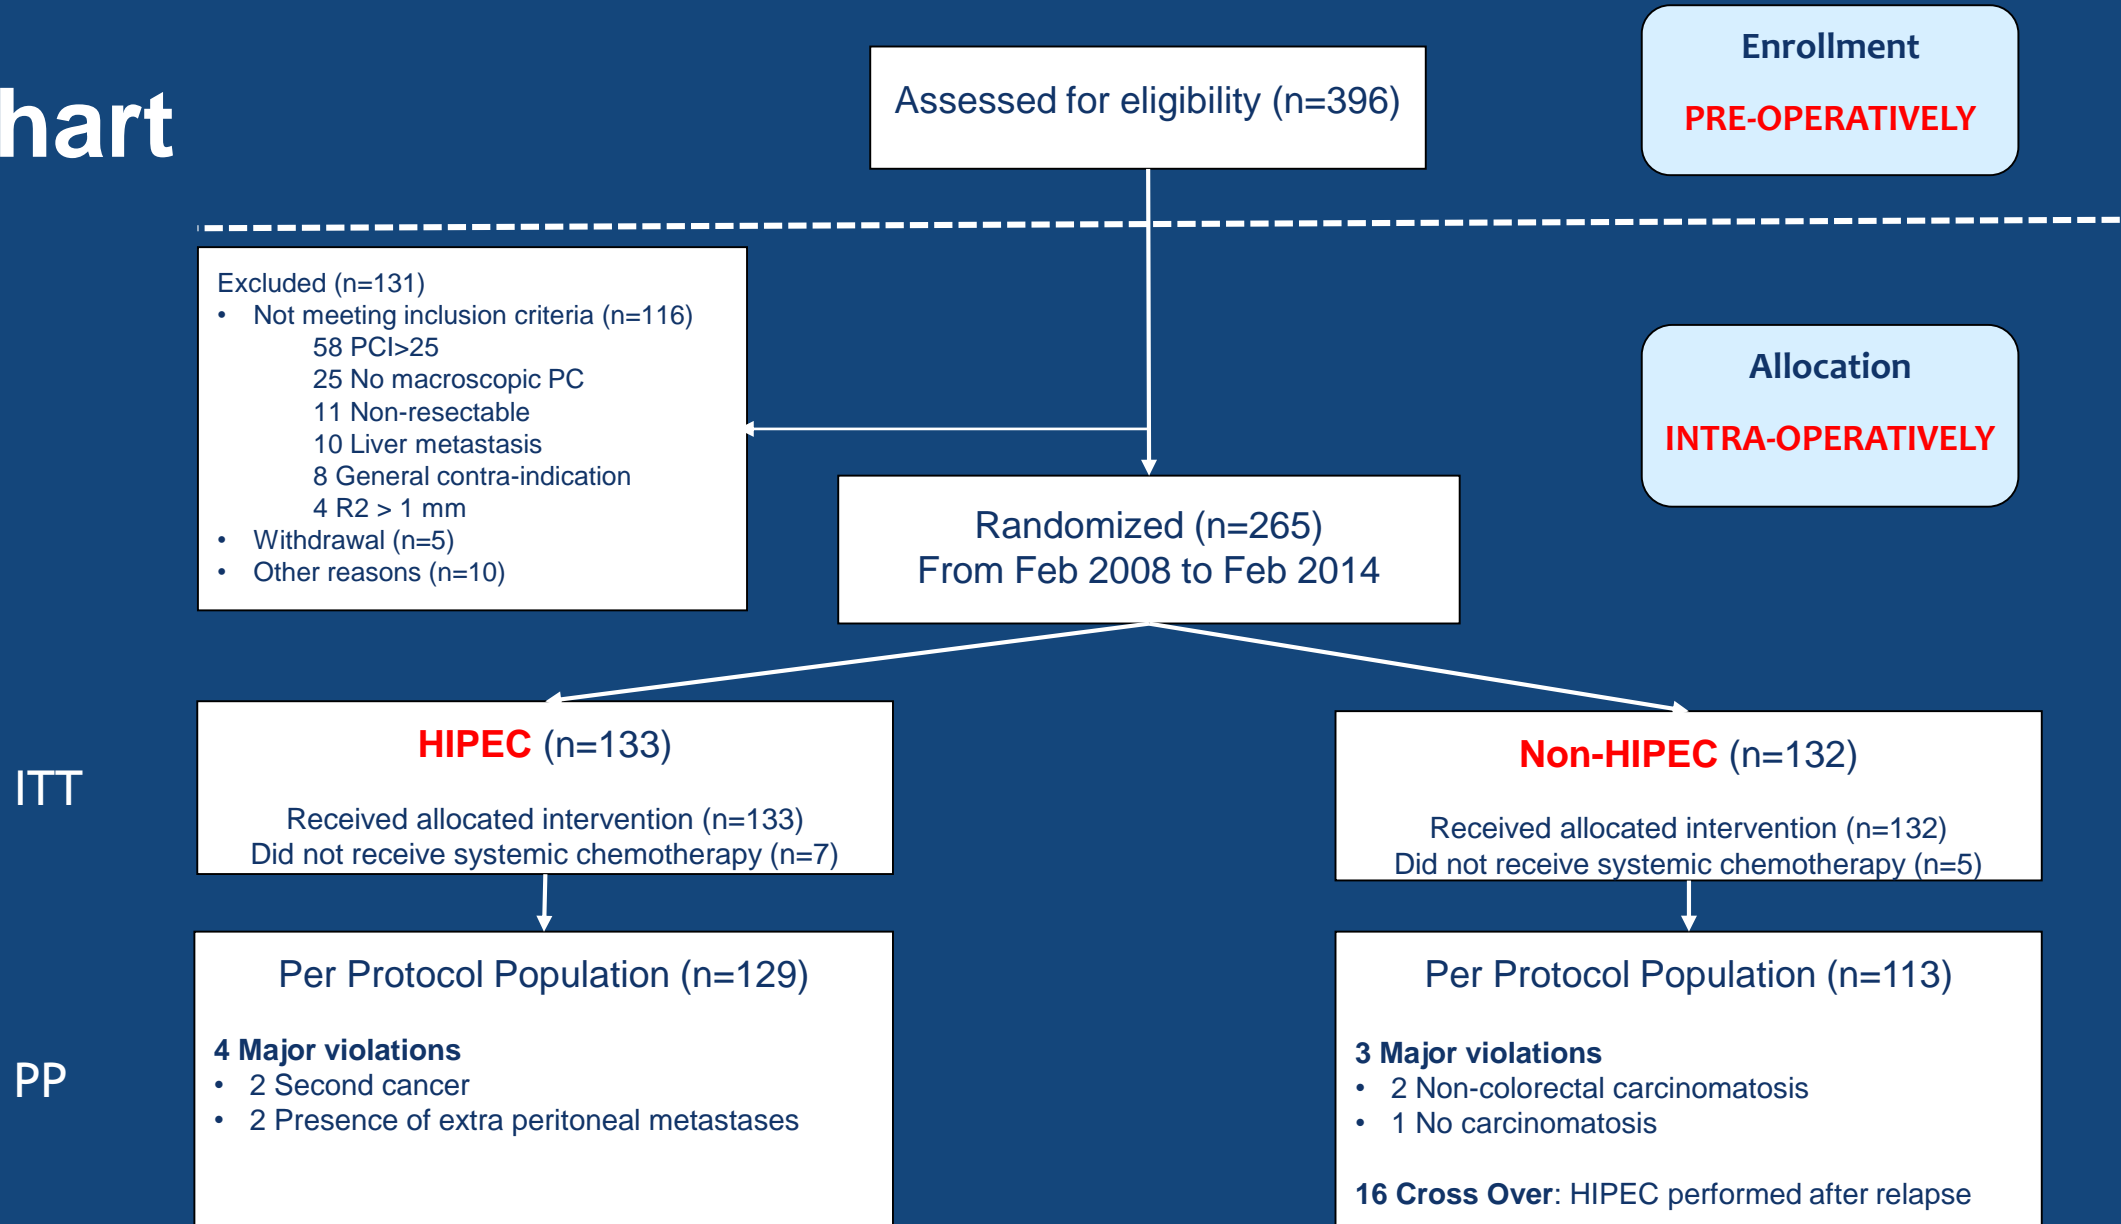 hart
Assessed for eligibility (n=396)
Enrollment
PRE-OPERATIVELY
Excluded (n=131)
• Not meeting inclusion criteria (n=116)
58 PCI>25
25 No macroscopic PC
11 Non-resectable
10 Liver metastasis
8 General contra-indication
4 R2 > 1 mm
• Withdrawal (n=5)
• Other reasons (n=10)
Allocation
INTRA-OPERATIVELY
Randomized (n=265)
From Feb 2008 to Feb 2014
ITT
HIPEC (n=133)
Received allocated intervention (n=133)
Did not receive systemic chemotherapy (n=7)
Non-HIPEC (n=132)
Received allocated intervention (n=132)
Did not receive systemic chemotherapy (n=5)
PP
Per Protocol Population (n=129)
4 Major violations
• 2 Second cancer
• 2 Presence of extra peritoneal metastases
Per Protocol Population (n=113)
3 Major violations
• 2 Non-colorectal carcinomatosis
• 1 No carcinomatosis
16 Cross Over: HIPEC performed after relapse